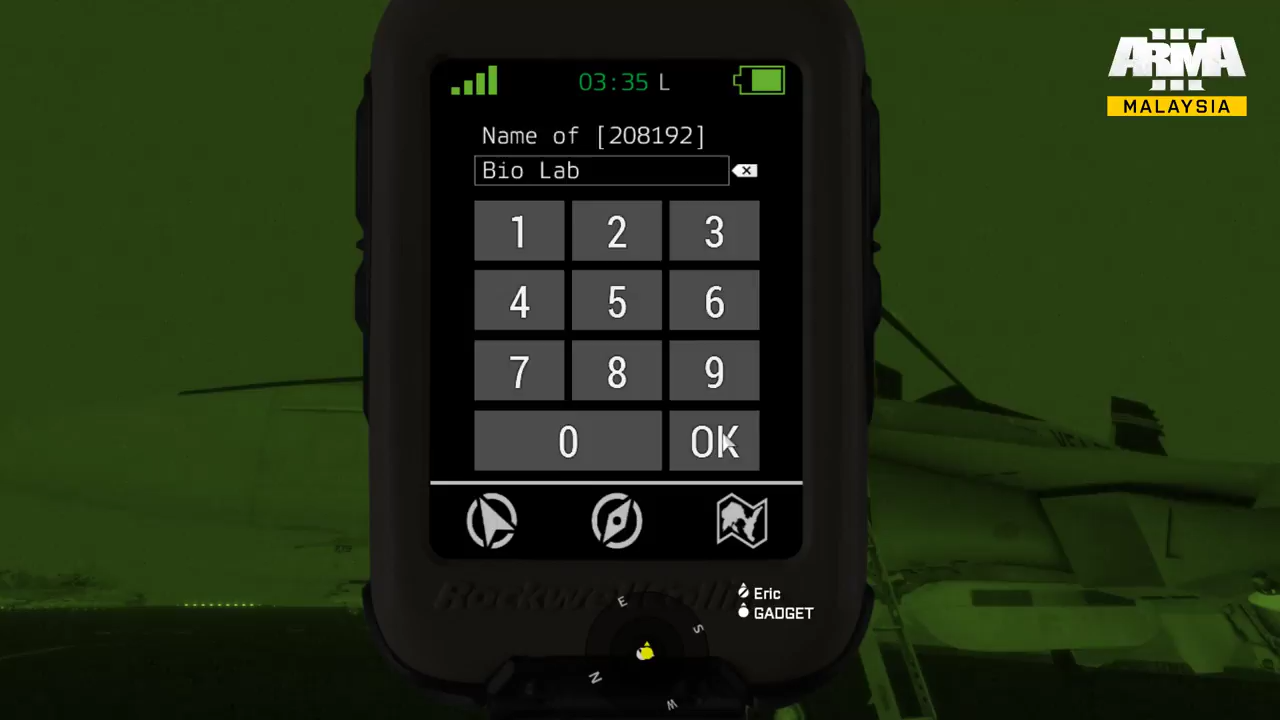 ARMA
III
MALAYSIA
03:35 L
Name of [208192]
Bio Lab
1 2 3
4 5 6
7 8 9
0 OK
Eric
GADGET
E
S
N
W